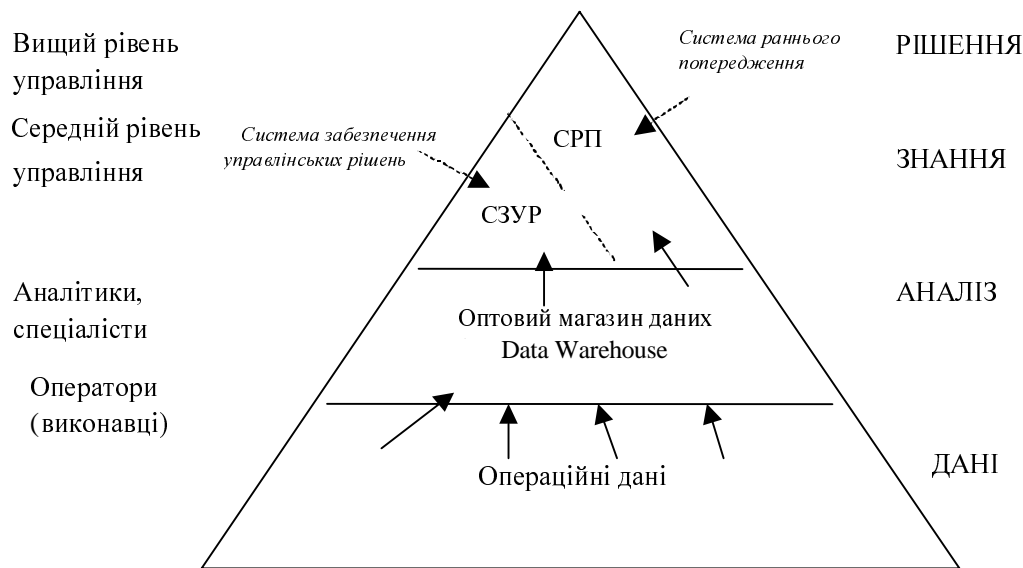 Вищий рівень
управління
Система раннього
попередження
РІШЕННЯ
Середній рівень
управління
Система забезпечення
управлінських рішень
СРП
ЗНАННЯ
СЗУР
Аналітики,
спеціалісти
Оптовий магазин даних
Data Warehouse
АНАЛІЗ
Оператори
(виконавці)
Операційні дані
ДАНІ